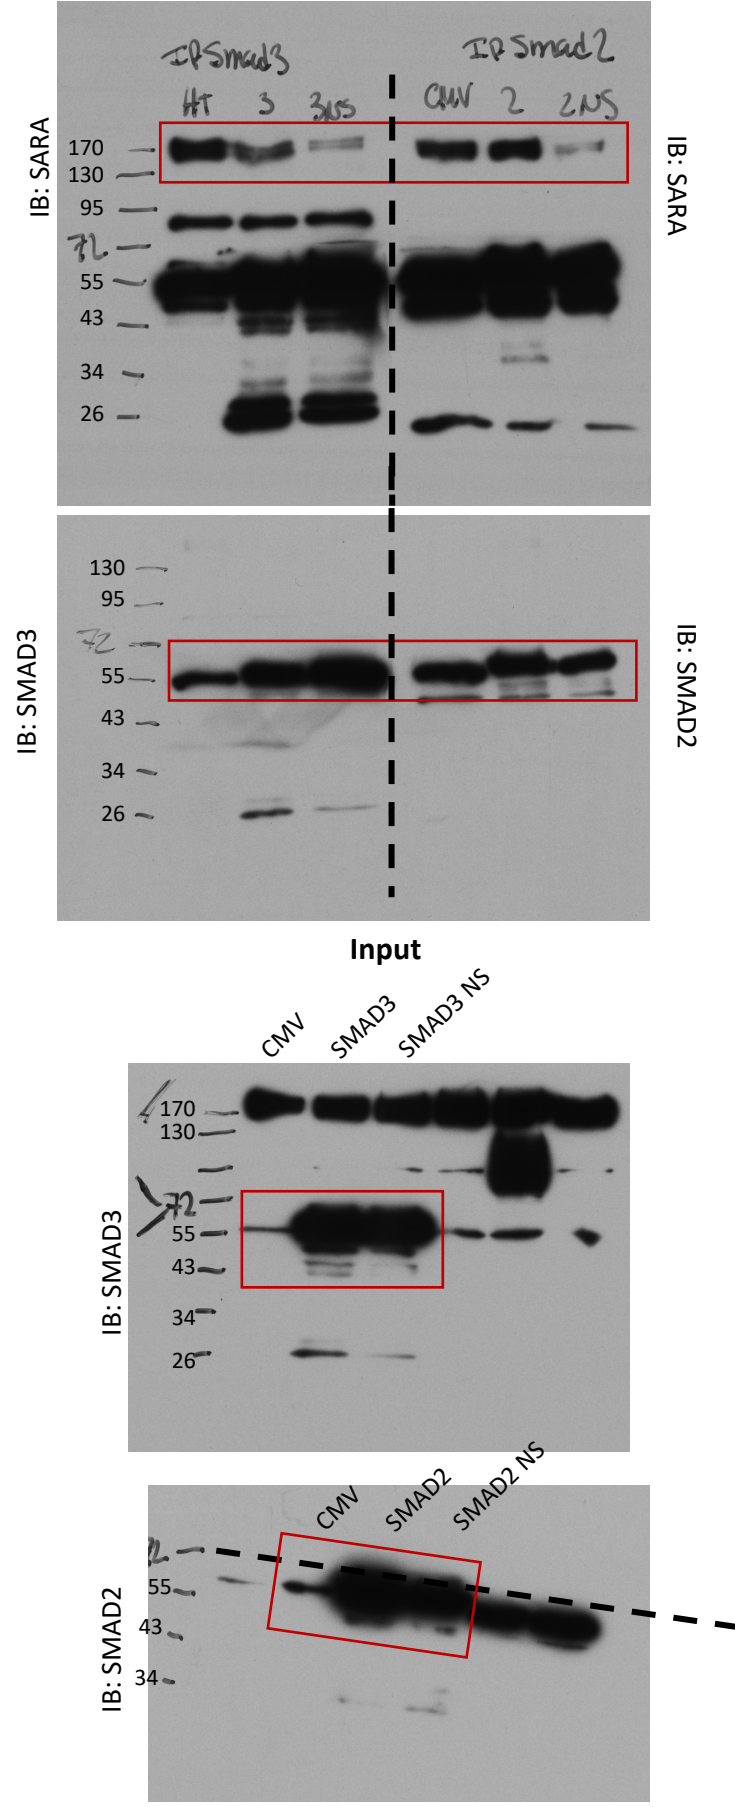 IP Smad3
IP Smad2
HT 3 3NS
CMV 2 2NS
IB: SARA
170
130
95
72
55
43
34
26
IB: SARA
IB: SMAD3
130
95
72
55
43
34
26
IB: SMAD2
Input
CMV SMAD3 SMAD3 NS
IB: SMAD3
170
130
72
55
43
34
26
CMV SMAD2 SMAD2 NS
IB: SMAD2
72
55
43
34